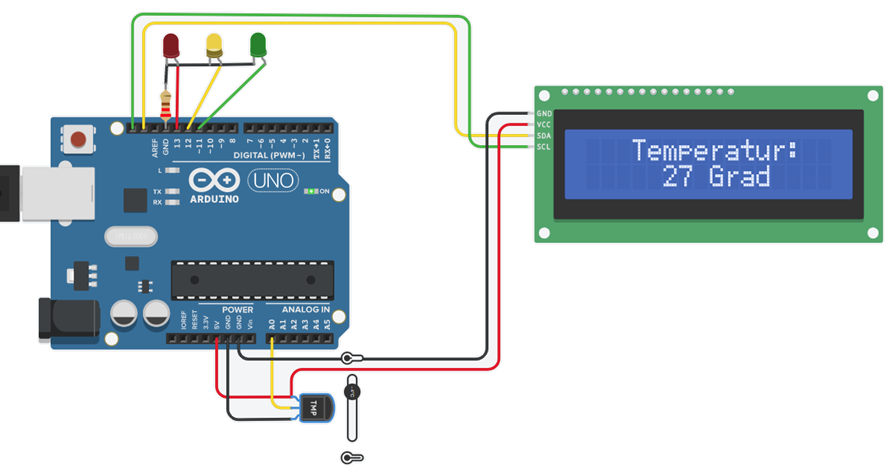 GND
VCC
SDA
SCL
Temperatur:
27 Grad
AREF
GND
13
12
~11
~10
~9
8
7
~6
~5
4
~3
2
TX→1
RX←0
DIGITAL (PWM~)
L
TX
RX
ARDUINO
UNO
ON
POWER
ANALOG IN
IOREF
RESET
3.3V
5V
GND
GND
Vin
A0
A1
A2
A3
A4
A5
TMP